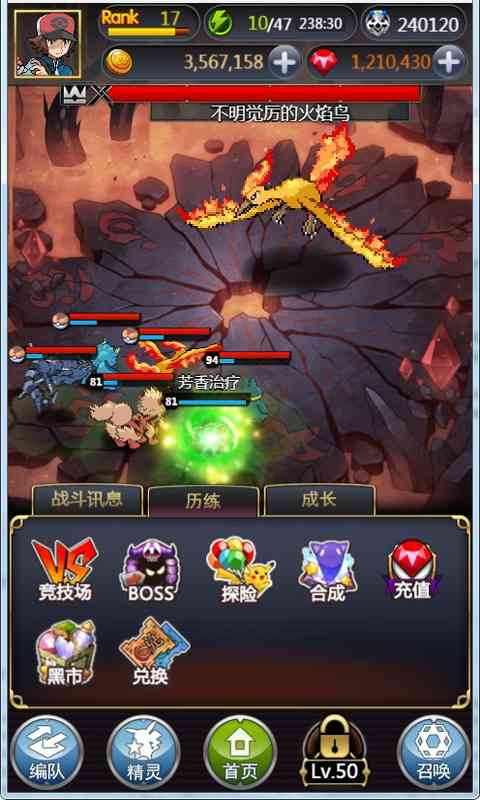 Rank 17
10/47 238:30
240120
3,567,158
1,210,430
不明觉厉的火焰鸟
94
81
芳香治疗
81
战斗讯息 历练 成长
VS
竞技场 BOSS 探险 合成 充值
黑市 兑换
编队 精灵 首页 Lv.50 召唤